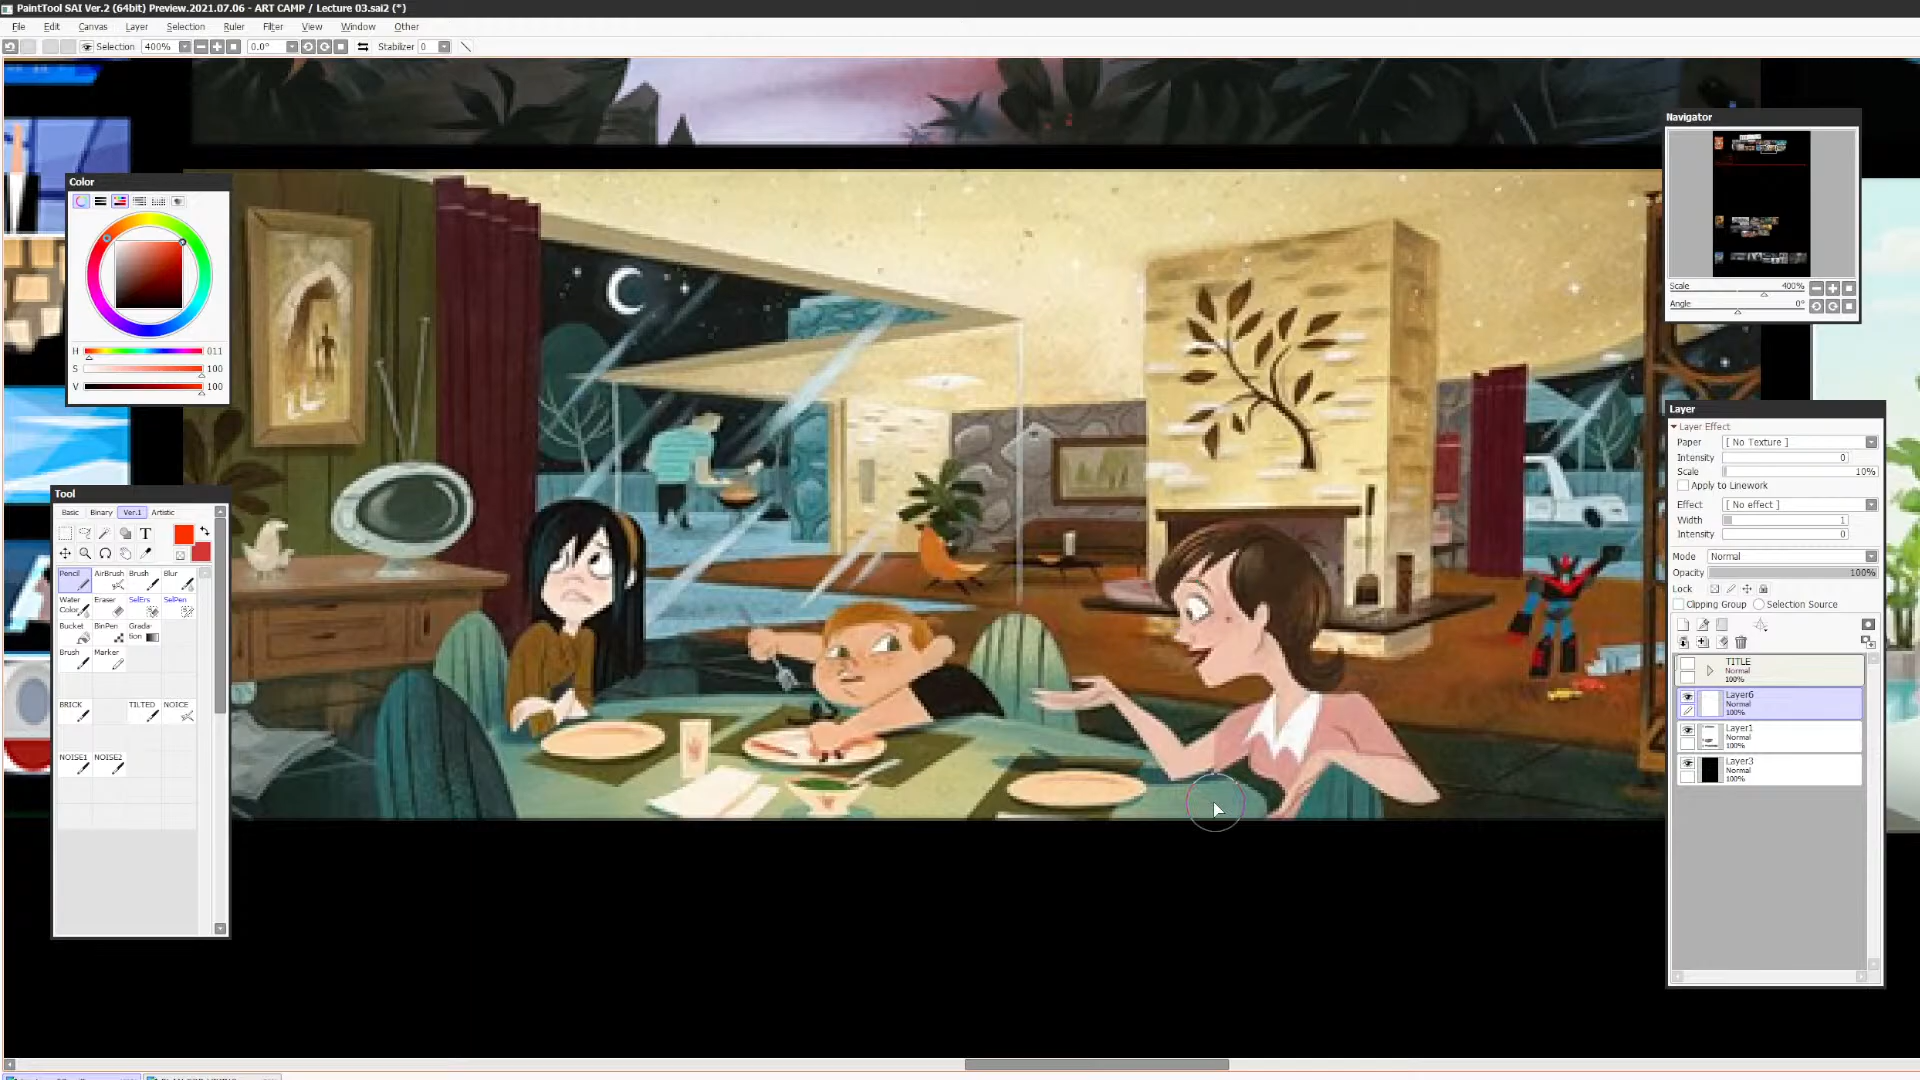 PaintTool SAI Ver.2 (64bit) Preview.2021.07.06 - ART CAMP / Lecture 03.sai2 (*)
File Edit Canvas Layer Selection Ruler Filter View Window Other
Selection 400% 0.0° Stabilizer 0
Color
H 011
S 100
V 100
Tool
Basic Binary Ver.1 Artistic
T
Pencil AirBrush Brush Blur
Water Color Eraser SelErs SelPen
Bucket BinPen Gradation
Brush Marker
BRICK TILTED NOICE
NOISE1 NOISE2
Navigator
Scale 400%
Angle 0°
Layer
Layer Effect
Paper [ No Texture ]
Intensity 0
Scale 10%
Apply to Linework
Effect [ No effect ]
Width 1
Intensity
Mode Normal
Opacity 100%
Lock
Clipping Group Selection Source
TITLE
Normal
100%
Layer6
Normal
100%
Layer1
Normal
100%
Layer3
Normal
100%